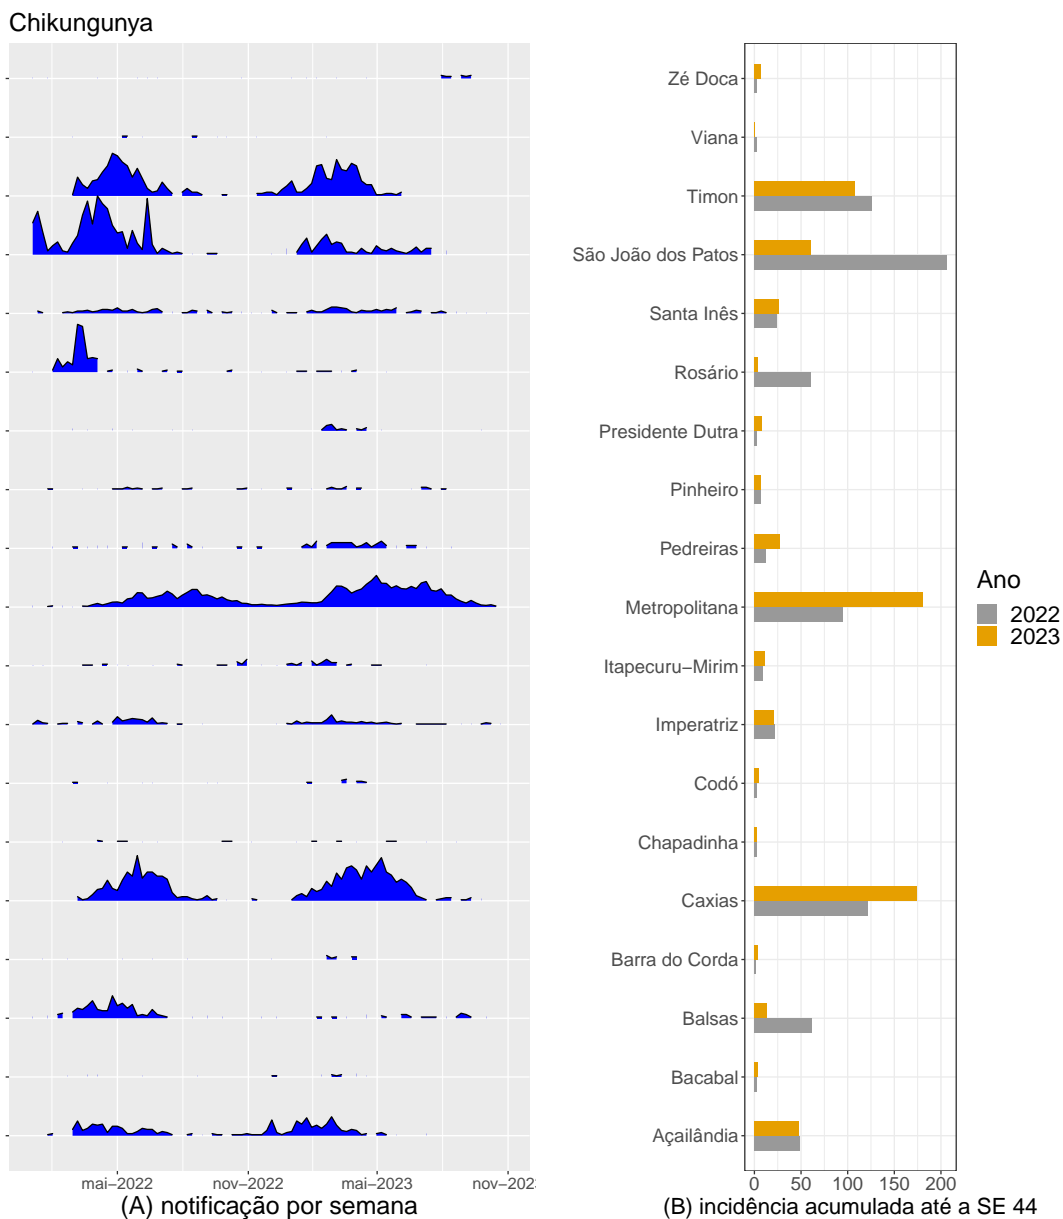 Chikungunya
Zé Doca
Viana
Timon
São João dos Patos
Santa Inês
Rosário
Presidente Dutra
Pinheiro
Pedreiras
Metropolitana
Itapecuru−Mirim
Imperatriz
Codó
Chapadinha
Caxias
Barra do Corda
Balsas
Bacabal
Açailândia
Ano
2022
2023
mai−2022 nov−2022 mai−2023 nov−202
0 50 100 150 200
(A) notificação por semana
(B) incidência acumulada até a SE 44